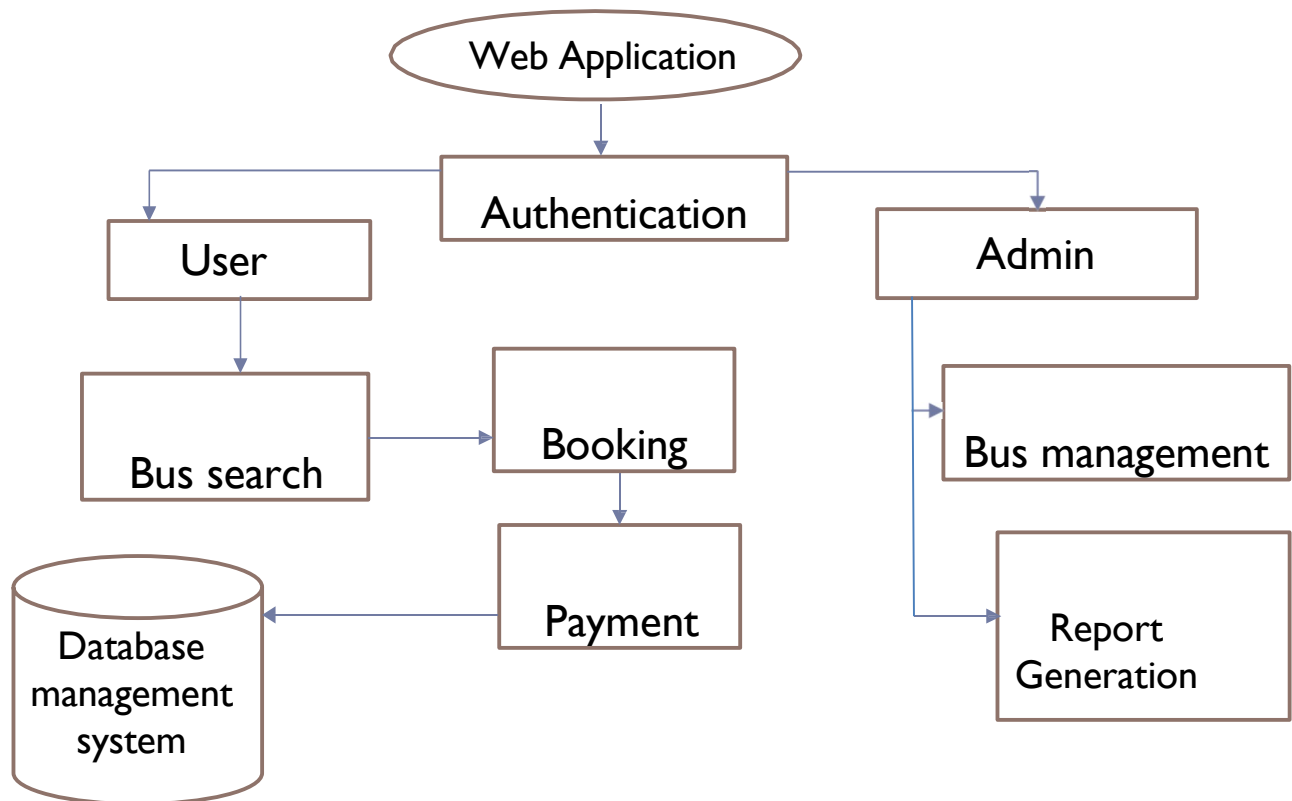 Web Application
Authentication
User
Admin
Bus search
Booking
Bus management
Payment
Report
Generation
Database
management
system